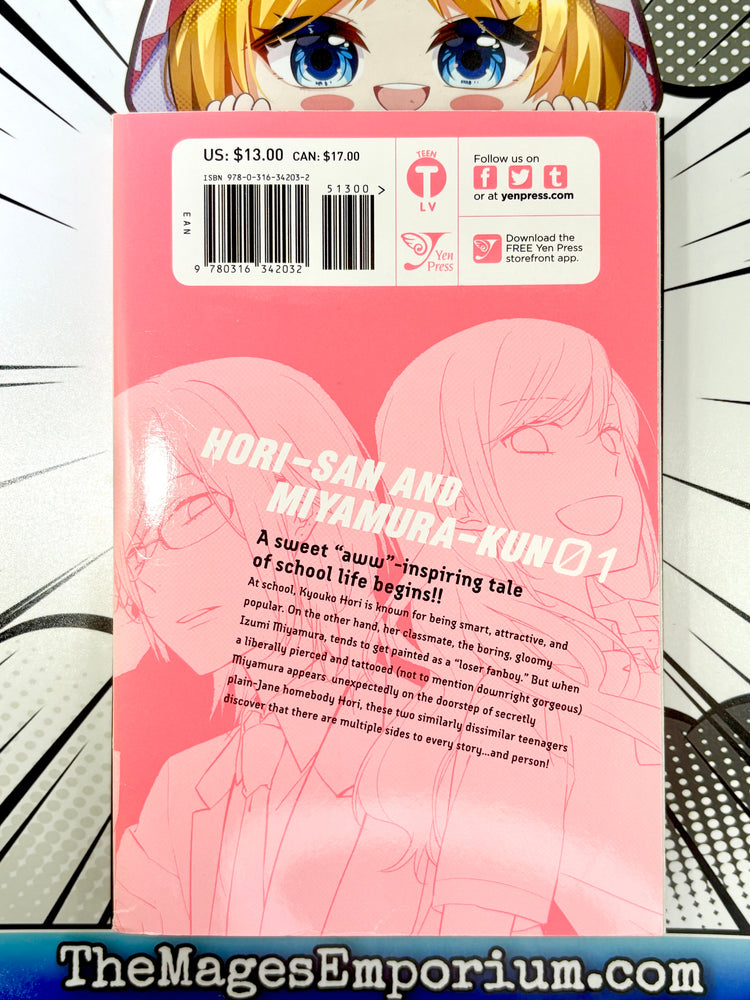 US: $13.00 CAN: $17.00
ISBN 978-0-316-34203-2
51300 >
EAN
9 780316 342032
TEEN
T
LV
Yen
Press
Follow us on
f t
or at yenpress.com
Download the
FREE Yen Press
storefront app.
HORI-SAN AND
MIYAMURA-KUN 01
A sweet "aww"-inspiring tale
of school life begins!!
At school, Kyouko Hori is known for being smart, attractive, and
popular. On the other hand, her classmate, the boring, gloomy
Izumi Miyamura, tends to get painted as a "loser fanboy." But when
a liberally pierced and tattooed (not to mention downright gorgeous)
Miyamura appears unexpectedly on the doorstep of secretly
plain-Jane homebody Hori, these two similarly dissimilar teenagers
discover that there are multiple sides to every story...and person!
TheMagesEmporium.com